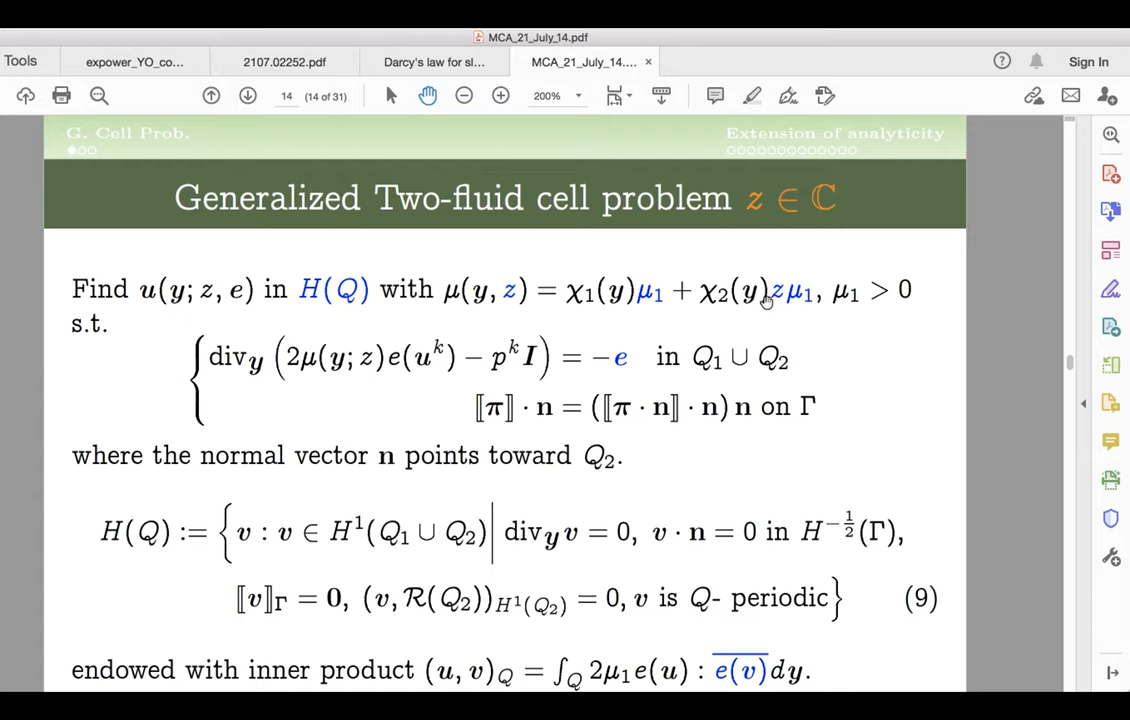 MCA_21_July_14.pdf
Tools expower_YO_co... 2107.02252.pdf Darcy's law for sl... MCA_21_July_14.... × Sign In
14 (14 of 31) 200%
G. Cell Prob. Extension of analyticity
Generalized Two-fluid cell problem z ∈ ℂ
Find u(y; z, e) in H(Q) with μ(y, z) = χ₁(y)μ₁ + χ₂(y)zμ₁, μ₁ > 0
s.t.
{ div_y (2μ(y; z)e(u^k) − p^k I) = −e in Q₁ ∪ Q₂
⟦π⟧ · n = (⟦π · n⟧ · n) n on Γ
where the normal vector n points toward Q₂.
H(Q) := { v : v ∈ H¹(Q₁ ∪ Q₂) | div_y v = 0, v · n = 0 in H^{−1/2}(Γ),
⟦v⟧_Γ = 0, (v, R(Q₂))_{H¹(Q₂)} = 0, v is Q- periodic } (9)
endowed with inner product (u, v)_Q = ∫_Q 2μ₁e(u) : \overline{e(v)}dy.